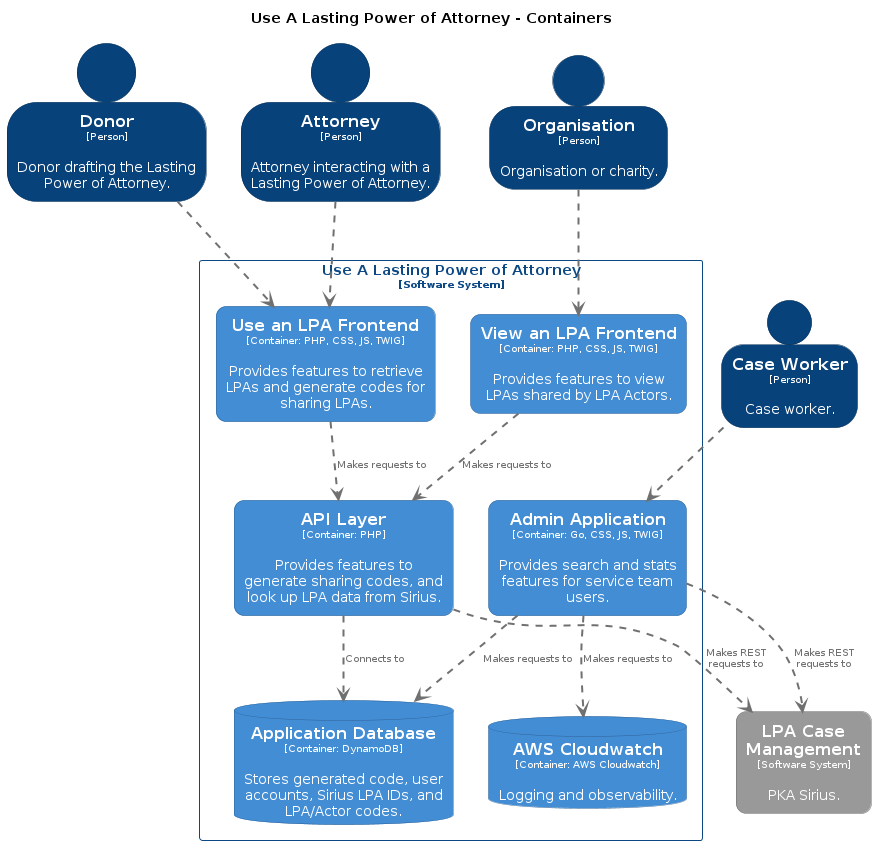 Use A Lasting Power of Attorney - Containers
Donor
[Person]
Donor drafting the Lasting
Power of Attorney.
Attorney
[Person]
Attorney interacting with a
Lasting Power of Attorney.
Organisation
[Person]
Organisation or charity.
Use A Lasting Power of Attorney
[Software System]
Use an LPA Frontend
[Container: PHP, CSS, JS, TWIG]
Provides features to retrieve
LPAs and generate codes for
sharing LPAs.
View an LPA Frontend
[Container: PHP, CSS, JS, TWIG]
Provides features to view
LPAs shared by LPA Actors.
Case Worker
[Person]
Case worker.
Makes requests to
Makes requests to
API Layer
[Container: PHP]
Provides features to
generate sharing codes, and
look up LPA data from Sirius.
Admin Application
[Container: Go, CSS, JS, TWIG]
Provides search and stats
features for service team
users.
Connects to
Makes requests to
Makes requests to
Makes REST
requests to
Makes REST
requests to
Application Database
[Container: DynamoDB]
Stores generated code, user
accounts, Sirius LPA IDs, and
LPA/Actor codes.
AWS Cloudwatch
[Container: AWS Cloudwatch]
Logging and observability.
LPA Case
Management
[Software System]
PKA Sirius.